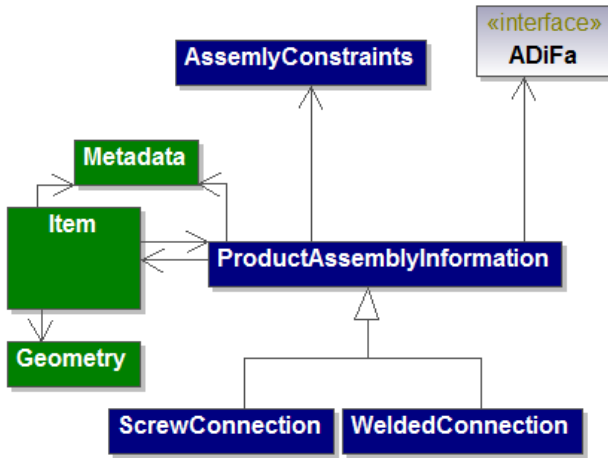 «interface»
ADiFa
AssemlyConstraints
Metadata
Item
ProductAssemblyInformation
Geometry
ScrewConnection
WeldedConnection